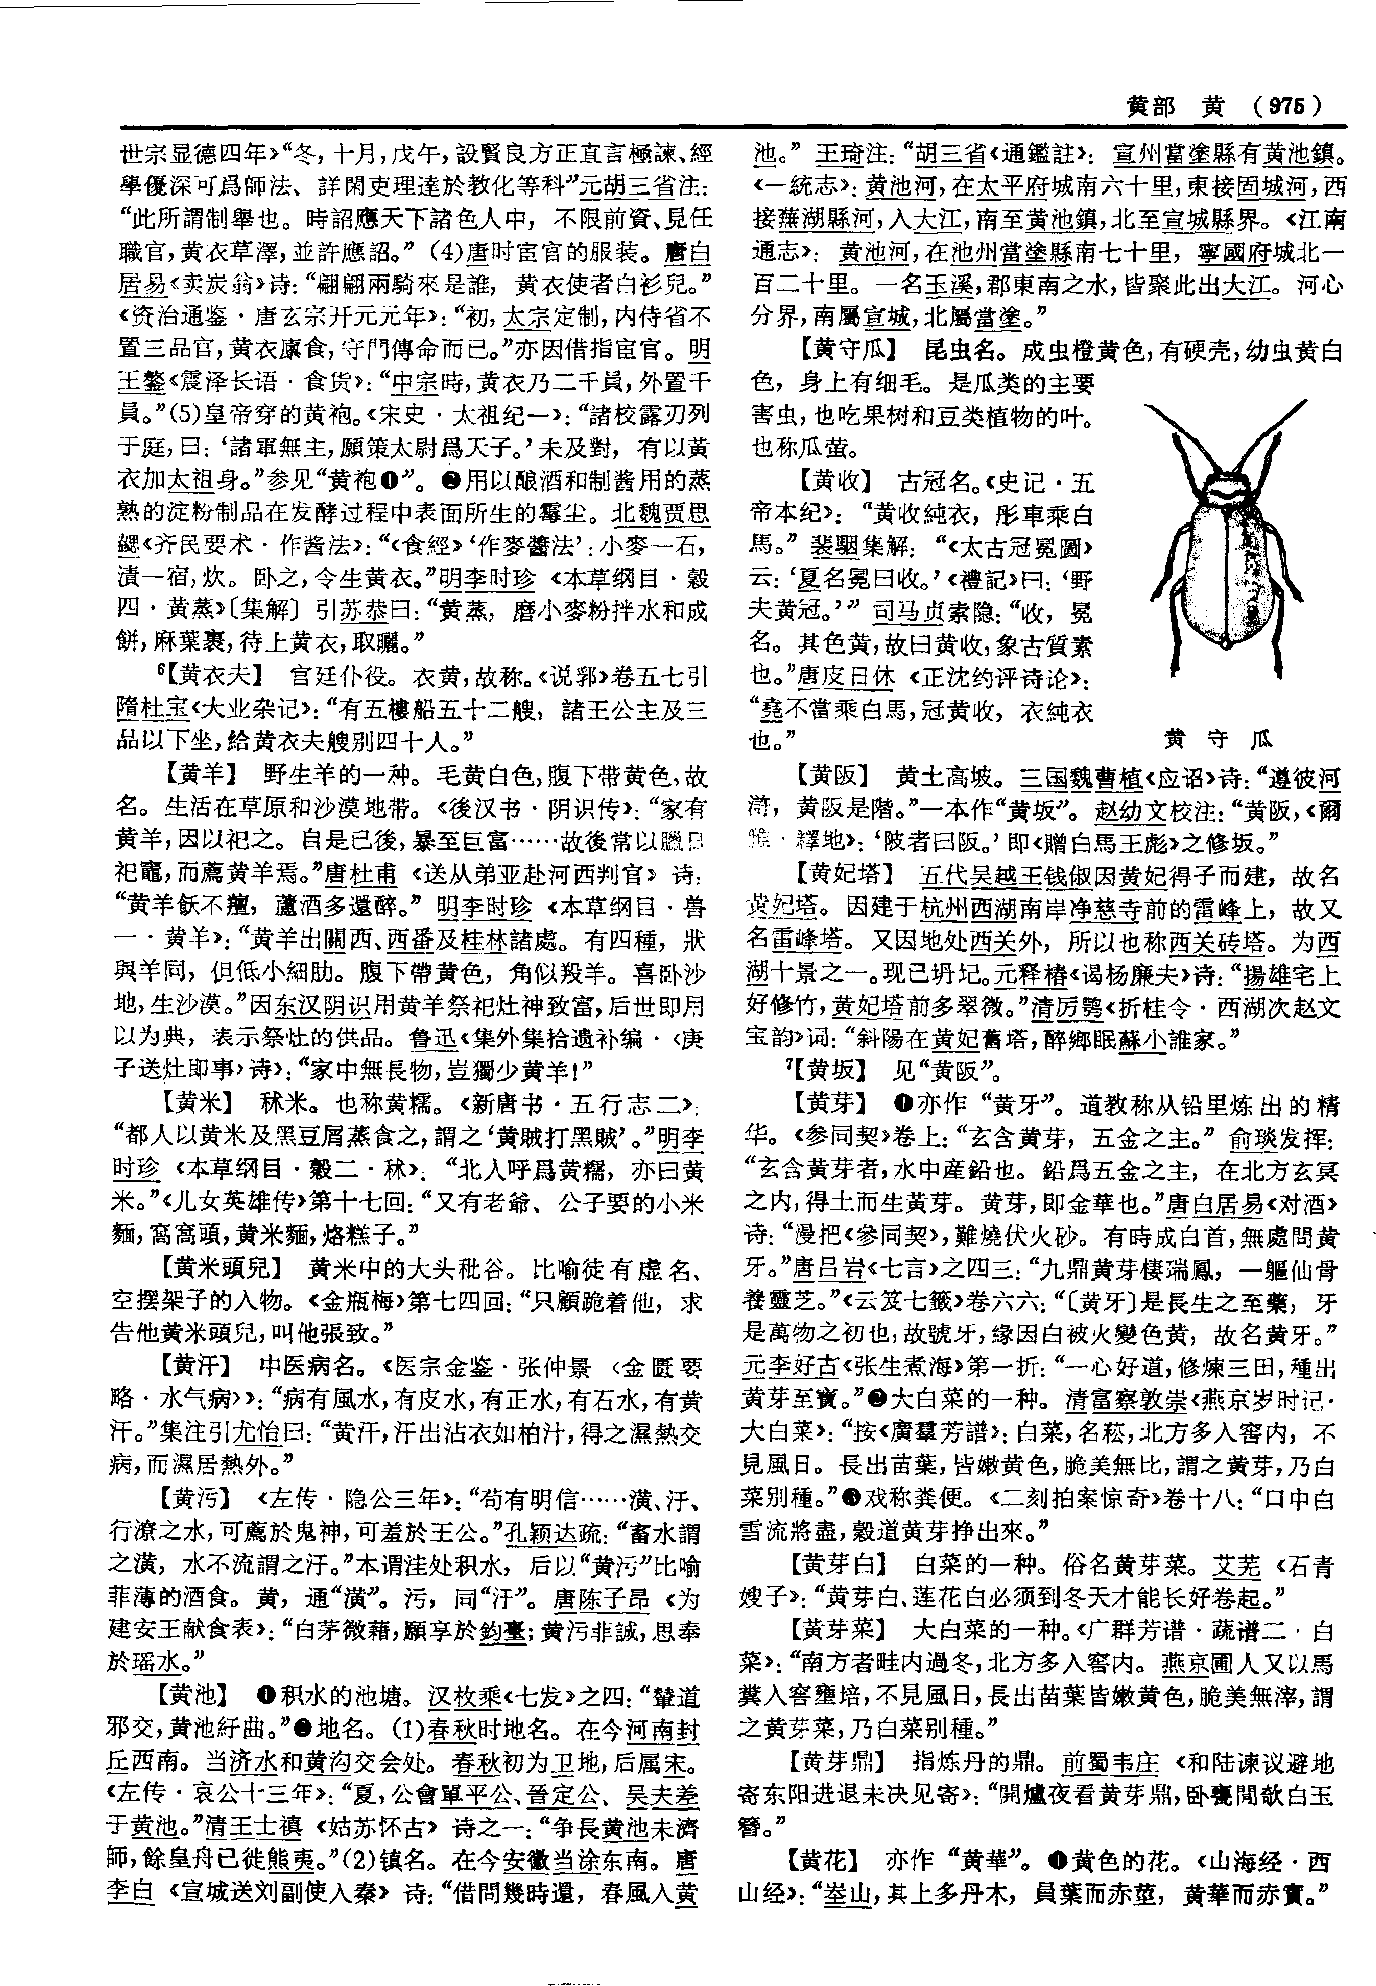 黄部　黄　（975）
世宗显德四年》“冬，十月，戊午，設賢良方正直言極諫、經
學優深可爲師法、詳閑吏理達於教化等科”元胡三省注：
“此所謂制舉也。時詔應天下諸色人中，不限前資、見任
職官，黄衣草澤，並許應詔。”（4）唐时宦官的服装。唐白
居易《卖炭翁》诗：“翩翩兩騎來是誰，黄衣使者白衫兒。”
《资治通鉴·唐玄宗开元元年》：“初，太宗定制，内侍省不
置三品官，黄衣廩食，守門傳命而已。”亦因借指宦官。明
王鏊《震泽长语·食货》：“中宗時，黄衣乃二千員，外置千
員。”（5）皇帝穿的黄袍。《宋史·太祖纪一》：“諸校露刃列
于庭，曰：‘諸軍無主，願策太尉爲天子。’未及對，有以黄
衣加太祖身。”参见“黄袍❶”。❷用以酿酒和制酱用的蒸
熟的淀粉制品在发酵过程中表面所生的霉尘。北魏贾思
勰《齐民要术·作酱法》：“《食經》‘作麥醬法’：小麥一石，
漬一宿，炊。卧之，令生黄衣。”明李时珍《本草纲目·穀
四·黄蒸》〔集解〕引苏恭曰：“黄蒸，磨小麥粉拌水和成
餅，麻葉裹，待上黄衣，取曬。”
6【黄衣夫】　宫廷仆役。衣黄，故称。《说郛》卷五七引
隋杜宝《大业杂记》：“有五樓船五十二艘，諸王公主及三
品以下坐，給黄衣夫艘别四十人。”
【黄羊】　野生羊的一种。毛黄白色，腹下带黄色，故
名。生活在草原和沙漠地带。《後汉书·阴识传》：“家有
黄羊，因以祀之。自是已後，暴至巨富……故後常以臘日
祀竈，而薦黄羊焉。”唐杜甫《送从弟亚赴河西判官》诗：
“黄羊飫不羶，蘆酒多還醉。”明李时珍《本草纲目·兽
一·黄羊》：“黄羊出關西、西番及桂林諸處。有四種，狀
與羊同，但低小細肋。腹下帶黄色，角似羖羊。喜卧沙
地，生沙漠。”因东汉阴识用黄羊祭祀灶神致富，后世即用
以为典，表示祭灶的供品。鲁迅《集外集拾遗补编·〈庚
子送灶即事〉诗》：“家中無長物，豈獨少黄羊！”
【黄米】　秫米。也称黄糯。《新唐书·五行志二》：
“都人以黄米及黑豆屑蒸食之，謂之‘黄賊打黑賊’。”明李
时珍《本草纲目·穀二·秫》：“北人呼爲黄糯，亦曰黄
米。”《儿女英雄传》第十七回：“又有老爺、公子要的小米
麵，窩窩頭，黄米麵，烙糕子。”
【黄米頭兒】　黄米中的大头秕谷。比喻徒有虚名、
空摆架子的人物。《金瓶梅》第七四回：“只顧跪着他，求
告他黄米頭兒，叫他張致。”
【黄汗】　中医病名。《医宗金鉴·张仲景〈金匮要
略·水气病〉》：“病有風水，有皮水，有正水，有石水，有黄
汗。”集注引尤怡曰：“黄汗，汗出沾衣如柏汁，得之濕熱交
病，而濕居熱外。”
【黄污】　《左传·隐公三年》：“苟有明信……潢、汙、
行潦之水，可薦於鬼神，可羞於王公。”孔颖达疏：“畜水謂
之潢，水不流謂之汙。”本谓洼处积水，后以“黄污”比喻
菲薄的酒食。黄，通“潢”。污，同“汙”。唐陈子昂《为
建安王献食表》：“白茅微藉，願享於鈞臺；黄污非誠，思奉
於瑶水。”
【黄池】　❶积水的池塘。汉枚乘《七发》之四：“輦道
邪交，黄池紆曲。”❷地名。（1）春秋时地名。在今河南封
丘西南。当济水和黄沟交会处。春秋初为卫地，后属宋。
《左传·哀公十三年》：“夏，公會單平公、晉定公、吴夫差
于黄池。”清王士禛《姑苏怀古》诗之一：“争長黄池未濟
師，餘皇舟已徙熊夷。”（2）镇名。在今安徽当涂东南。唐
李白《宣城送刘副使入秦》诗：“借問幾時還，春風入黄
池。”王琦注：“胡三省《通鑑註》：宣州當塗縣有黄池鎮。
《一統志》：黄池河，在太平府城南六十里，東接固城河，西
接蕪湖縣河，入大江，南至黄池鎮，北至宣城縣界。《江南
通志》：黄池河，在池州當塗縣南七十里，寧國府城北一
百二十里。一名玉溪，郡東南之水，皆聚此出大江。河心
分界，南屬宣城，北屬當塗。”
【黄守瓜】　昆虫名。成虫橙黄色，有硬壳，幼虫黄白
色，身上有细毛。是瓜类的主要
害虫，也吃果树和豆类植物的叶。
也称瓜萤。
【黄收】　古冠名。《史记·五
帝本纪》：“黄收純衣，彤車乘白
馬。”裴駰集解：“《太古冠冕圖》
云：‘夏名冕曰收。’《禮記》曰：‘野
夫黄冠。’”司马贞索隐：“收，冕
名。其色黄，故曰黄收，象古質素
也。”唐皮日休《正沈约评诗论》：
“堯不當乘白馬，冠黄收，衣純衣
也。”
黄守瓜
【黄阪】　黄土高坡。三国魏曹植《应诏》诗：“遵彼河
滸，黄阪是階。”一本作“黄坂”。赵幼文校注：“黄阪，《爾
雅·釋地》：‘陂者曰阪。’即《贈白馬王彪》之修坂。”
【黄妃塔】　五代吴越王钱俶因黄妃得子而建，故名
黄妃塔。因建于杭州西湖南岸净慈寺前的雷峰上，故又
名雷峰塔。又因地处西关外，所以也称西关砖塔。为西
湖十景之一。现已坍圮。元释椿《谒杨廉夫》诗：“揚雄宅上
好修竹，黄妃塔前多翠微。”清厉鹗《折桂令·西湖次赵文
宝韵》词：“斜陽在黄妃舊塔，醉鄉眠蘇小誰家。”
7【黄坂】　见“黄阪”。
【黄芽】　❶亦作“黄牙”。道教称从铅里炼出的精
华。《参同契》卷上：“玄含黄芽，五金之主。”俞琰发挥：
“玄含黄芽者，水中産鉛也。鉛爲五金之主，在北方玄冥
之内，得土而生黄芽。黄芽，即金華也。”唐白居易《对酒》
诗：“漫把《參同契》，難燒伏火砂。有時成白首，無處問黄
牙。”唐吕岩《七言》之四三：“九鼎黄芽棲瑞鳳，一軀仙骨
養靈芝。”《云笈七籤》卷六六：“〔黄牙〕是長生之至藥，牙
是萬物之初也，故號牙，緣因白被火變色黄，故名黄牙。”
元李好古《张生煮海》第一折：“一心好道，修煉三田，種出
黄芽至寶。”❷大白菜的一种。清富察敦崇《燕京岁时记·
大白菜》：“按《廣羣芳譜》：白菜，名菘，北方多入窖内，不
見風日。長出苗葉，皆嫩黄色，脆美無比，謂之黄芽，乃白
菜别種。”❸戏称粪便。《二刻拍案惊奇》卷十八：“口中白
雪流將盡，穀道黄芽挣出來。”
【黄芽白】　白菜的一种。俗名黄芽菜。艾芜《石青
嫂子》：“黄芽白、莲花白必须到冬天才能长好卷起。”
【黄芽菜】　大白菜的一种。《广群芳谱·蔬谱二·白
菜》：“南方者畦内過冬，北方多入窖内。燕京圃人又以馬
糞入窖壅培，不見風日，長出苗葉皆嫩黄色，脆美無滓，謂
之黄芽菜，乃白菜别種。”
【黄芽鼎】　指炼丹的鼎。前蜀韦庄《和陆谏议避地
寄东阳进退未决见寄》：“開爐夜看黄芽鼎，卧甕閒欹白玉
簪。”
【黄花】　亦作“黄華”。❶黄色的花。《山海经·西
山经》：“峚山，其上多丹木，員葉而赤莖，黄華而赤實。”